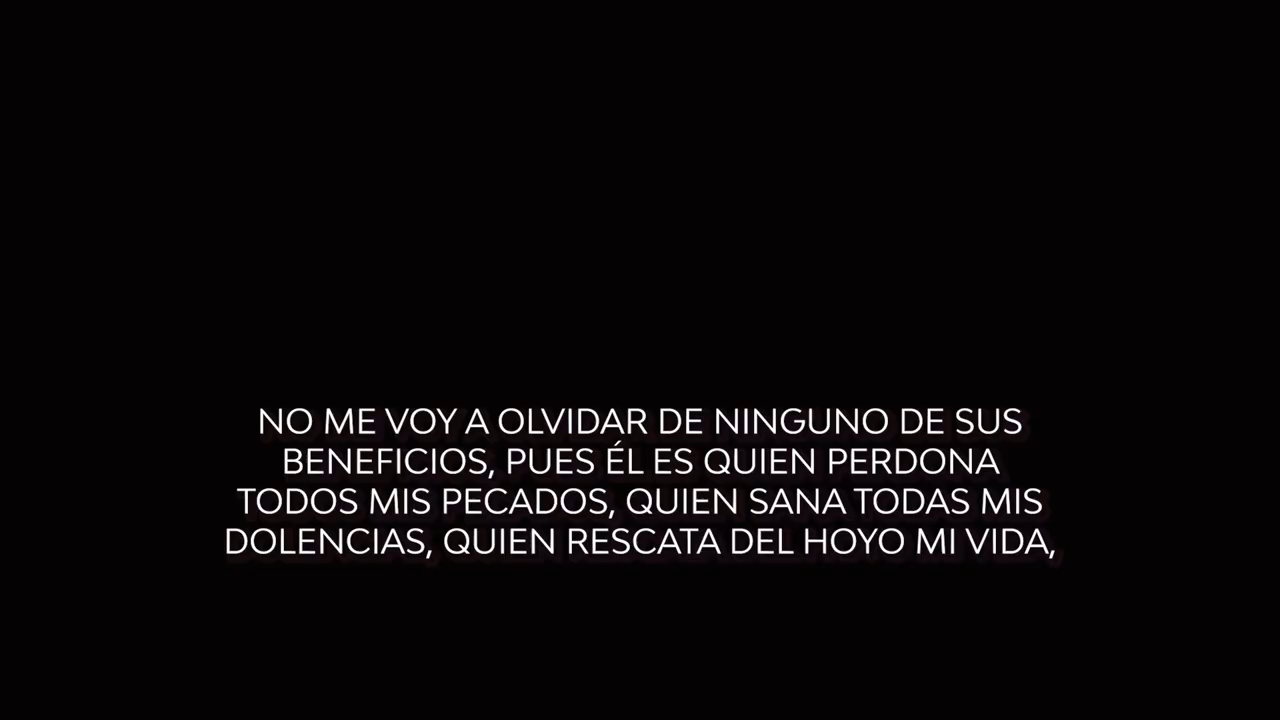 NO ME VOY A OLVIDAR DE NINGUNO DE SUS
BENEFICIOS, PUES ÉL ES QUIEN PERDONA
TODOS MIS PECADOS, QUIEN SANA TODAS MIS
DOLENCIAS, QUIEN RESCATA DEL HOYO MI VIDA,